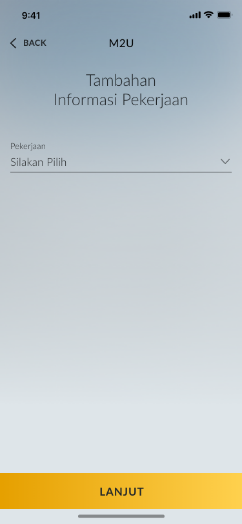 9:41
BACK
M2U
Tambahan
Informasi Pekerjaan
Pekerjaan
Silakan Pilih
LANJUT